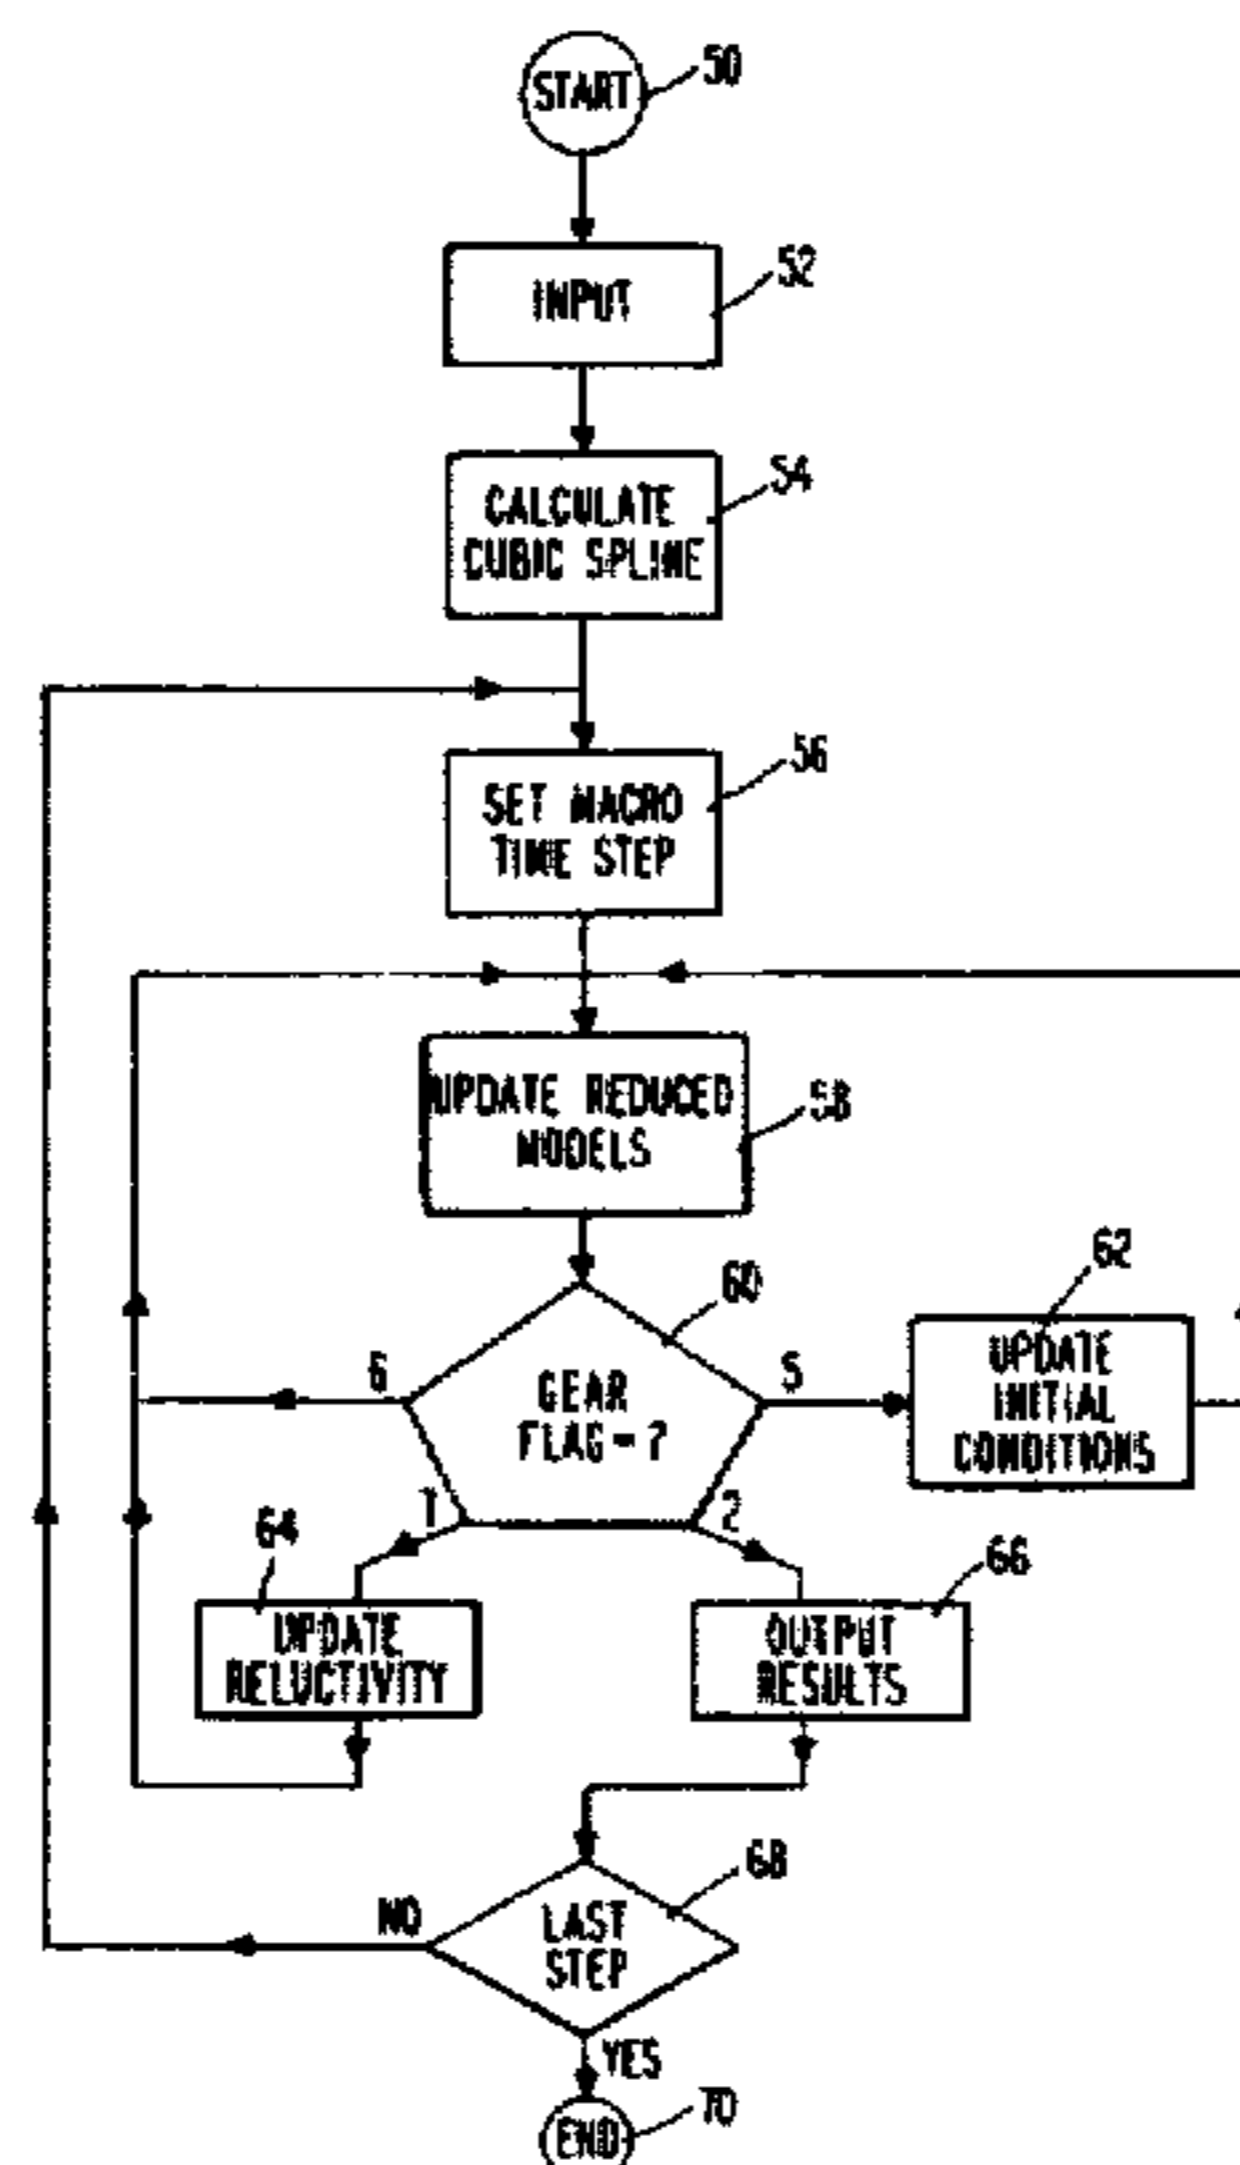 START
50
INPUT
52
CALCULATE
CUBIC SPLINE
54
SET MACRO
TIME STEP
56
UPDATE REDUCED
MODELS
58
60
GEAR
FLAG = ?
6
5
1
2
62
UPDATE
INITIAL
CONDITIONS
64
UPDATE
RELUCTIVITY
66
OUTPUT
RESULTS
68
LAST
STEP
NO
YES
END
70